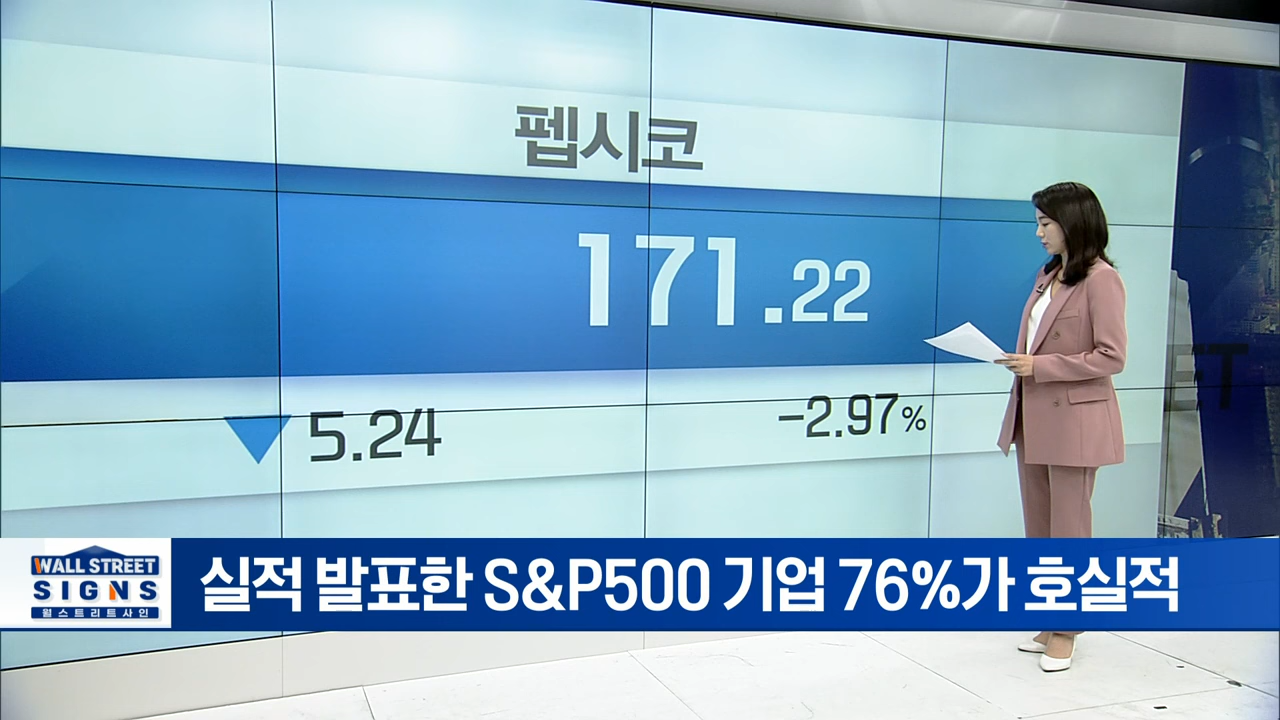 펩시코
171.22
▼ 5.24
-2.97%
ET
WALL STREET
SIGNS
월스트리트사인
실적 발표한 S&P500 기업 76%가 호실적